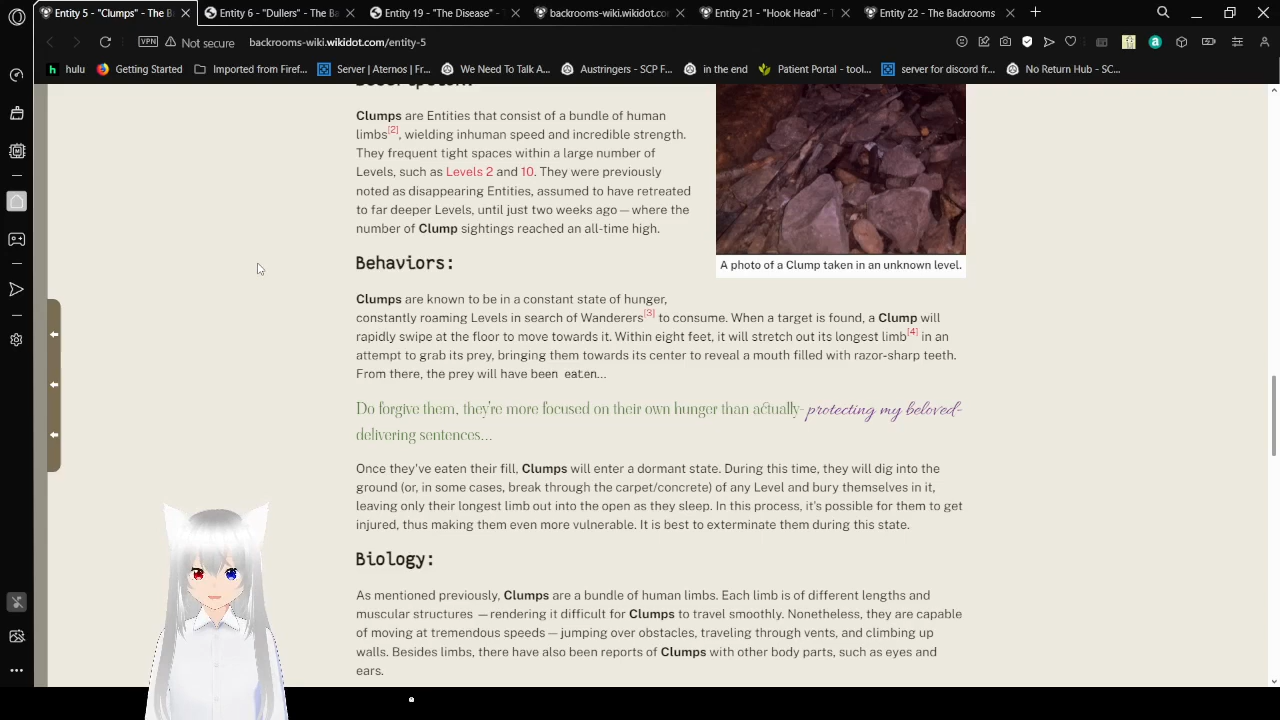 Entity 5 - "Clumps" - The B
Entity 6 - "Dullers" - The Ba
Entity 19 - "The Disease" -
backrooms-wiki.wikidot.co
Entity 21 - "Hook Head" - T
Entity 22 - The Backrooms
VPN Not secure backrooms-wiki.wikidot.com/entity-5
hulu Getting Started Imported from Firef... Server | Aternos | Fr... We Need To Talk A... Austringers - SCP F... in the end Patient Portal - tool... server for discord fr... No Return Hub - SC...
Description:
Clumps are Entities that consist of a bundle of human
limbs[2], wielding inhuman speed and incredible strength.
They frequent tight spaces within a large number of
Levels, such as Levels 2 and 10. They were previously
noted as disappearing Entities, assumed to have retreated
to far deeper Levels, until just two weeks ago — where the
number of Clump sightings reached an all-time high.
A photo of a Clump taken in an unknown level.
Behaviors:
Clumps are known to be in a constant state of hunger,
constantly roaming Levels in search of Wanderers[3] to consume. When a target is found, a Clump will
rapidly swipe at the floor to move towards it. Within eight feet, it will stretch out its longest limb[4] in an
attempt to grab its prey, bringing them towards its center to reveal a mouth filled with razor-sharp teeth.
From there, the prey will have been eaten...
Do forgive them, they're more focused on their own hunger than actually- protecting my beloved-
delivering sentences...
Once they've eaten their fill, Clumps will enter a dormant state. During this time, they will dig into the
ground (or, in some cases, break through the carpet/concrete) of any Level and bury themselves in it,
leaving only their longest limb out into the open as they sleep. In this process, it's possible for them to get
injured, thus making them even more vulnerable. It is best to exterminate them during this state.
Biology:
As mentioned previously, Clumps are a bundle of human limbs. Each limb is of different lengths and
muscular structures — rendering it difficult for Clumps to travel smoothly. Nonetheless, they are capable
of moving at tremendous speeds — jumping over obstacles, traveling through vents, and climbing up
walls. Besides limbs, there have also been reports of Clumps with other body parts, such as eyes and
ears.